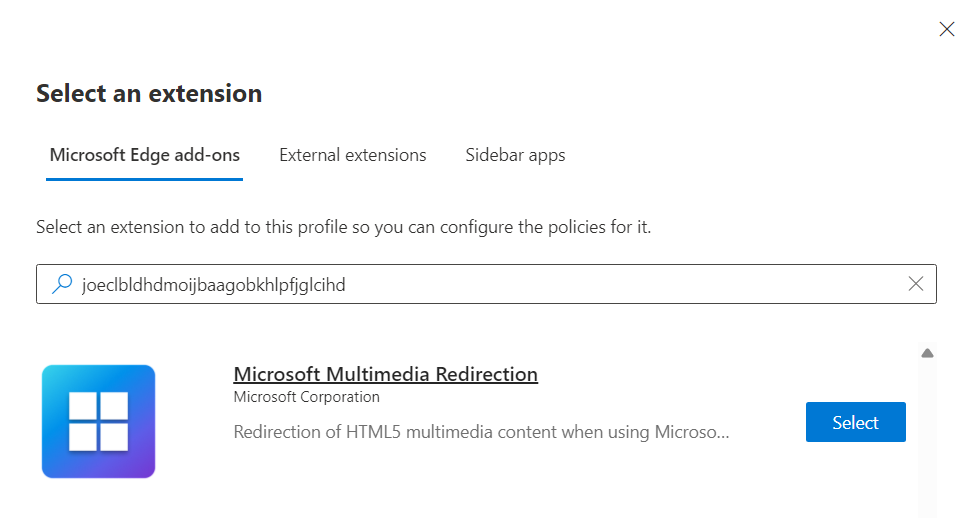 Select an extension
Microsoft Edge add-ons External extensions Sidebar apps
Select an extension to add to this profile so you can configure the policies for it.
joeclbldhdmoijbaagobkhlpfjglcihd
Microsoft Multimedia Redirection
Microsoft Corporation
Redirection of HTML5 multimedia content when using Microso...
Select